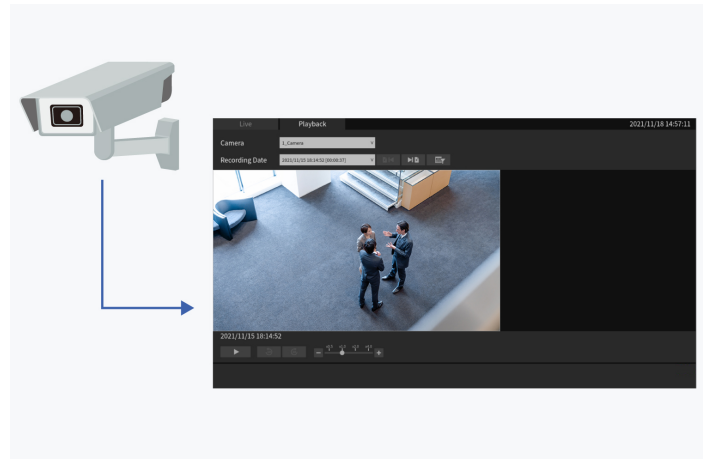 Live Playback 2021/11/18 14:57:11
Camera 1_Camera
Recording Date 2021/11/15 18:14:52 [00:08:37]
2021/11/15 18:14:52